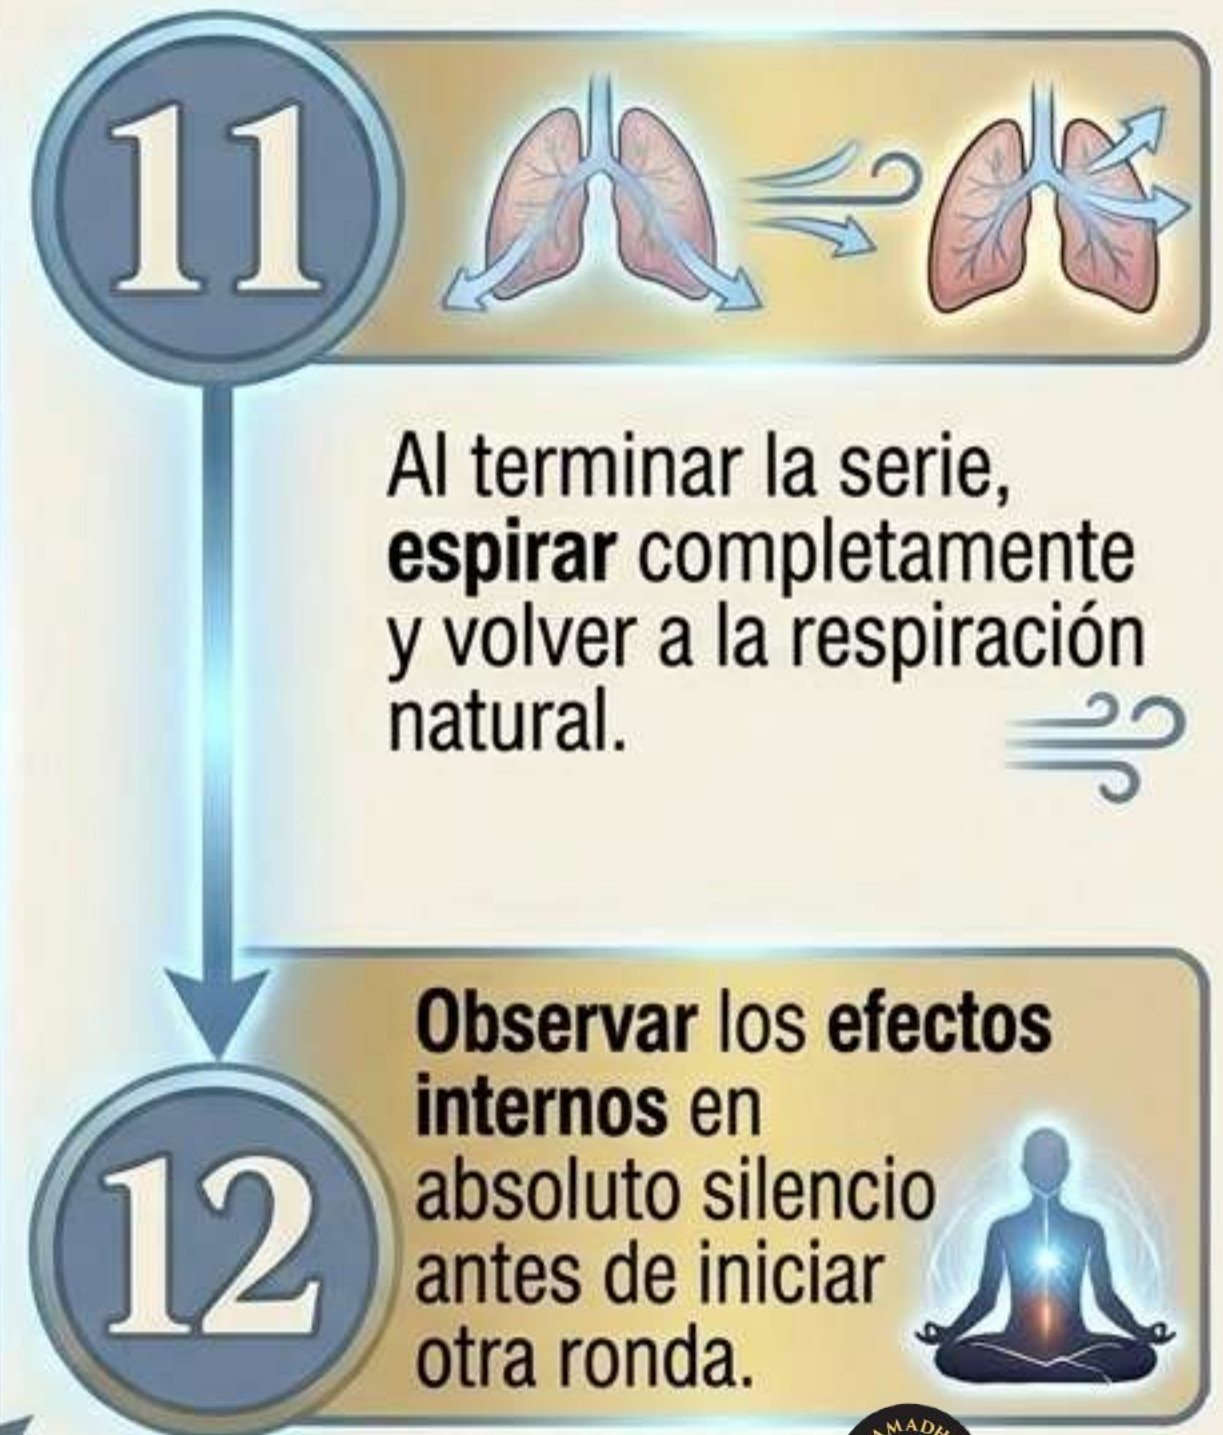 11
Al terminar la serie,
espirar completamente
y volver a la respiración
natural.
12
Observar los efectos
internos en
absoluto silencio
antes de iniciar
otra ronda.